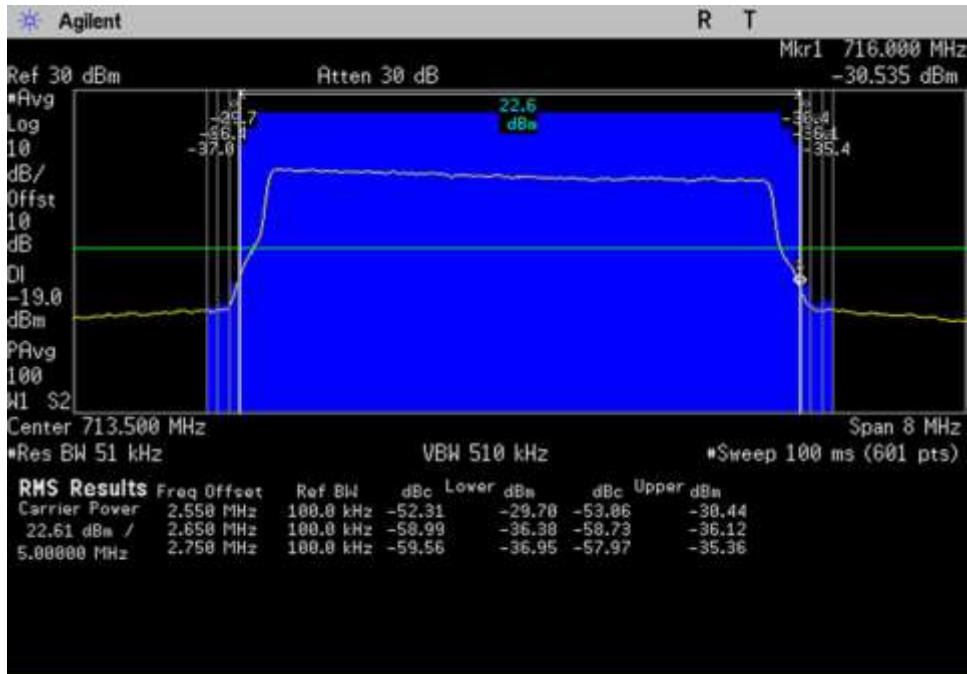 Agilent R T
Mkr1 716.000 MHz
Ref 30 dBm Atten 30 dB -30.535 dBm
#Avg
Log
10
dB/
Offst
10
dB
DI
-19.0
dBm
PAvg
100
W1 S2
22.6
dBm
-29.7
-36.4
-37.0
-30.4
-36.1
-35.4
Center 713.500 MHz Span 8 MHz
#Res BW 51 kHz VBW 510 kHz #Sweep 100 ms (601 pts)
RMS Results Freq Offset Ref BW dBc Lower dBm dBc Upper dBm
Carrier Power 2.550 MHz 100.0 kHz -52.31 -29.70 -53.06 -30.44
22.61 dBm / 2.650 MHz 100.0 kHz -58.99 -36.38 -58.73 -36.12
5.00000 MHz 2.750 MHz 100.0 kHz -59.56 -36.95 -57.97 -35.36